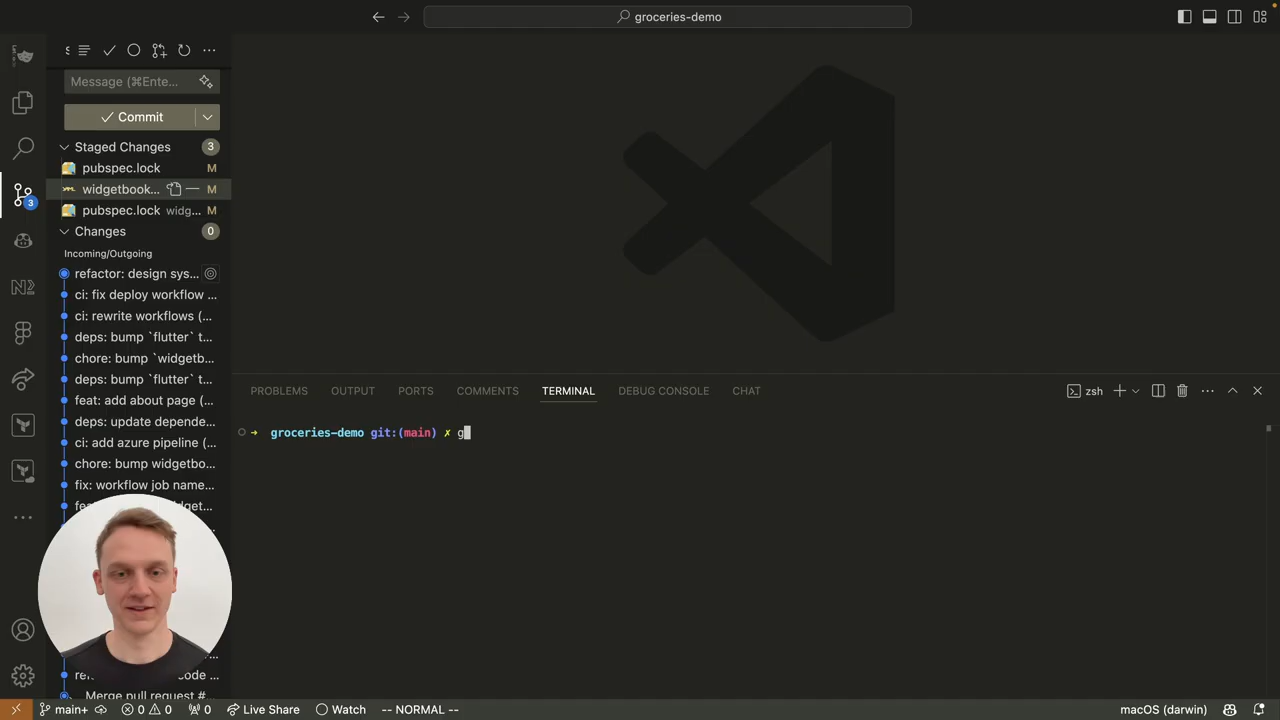 groceries-demo
S
Message (⌘Ente...
Commit
Staged Changes 3
pubspec.lock M
widgetbook... M
pubspec.lock widg... M
Changes 0
Incoming/Outgoing
refactor: design sys...
ci: fix deploy workflow ...
ci: rewrite workflows (...
deps: bump `flutter` t...
chore: bump `widgetb...
deps: bump `flutter` t...
feat: add about page (...
deps: update depende...
ci: add azure pipeline (...
chore: bump widgetbo...
fix: workflow job name...
Merge pull request #...
3
PROBLEMS OUTPUT PORTS COMMENTS TERMINAL DEBUG CONSOLE CHAT
zsh
➜ groceries-demo git:(main) ✗ g
main+ 0 0 0 Live Share Watch -- NORMAL -- macOS (darwin)